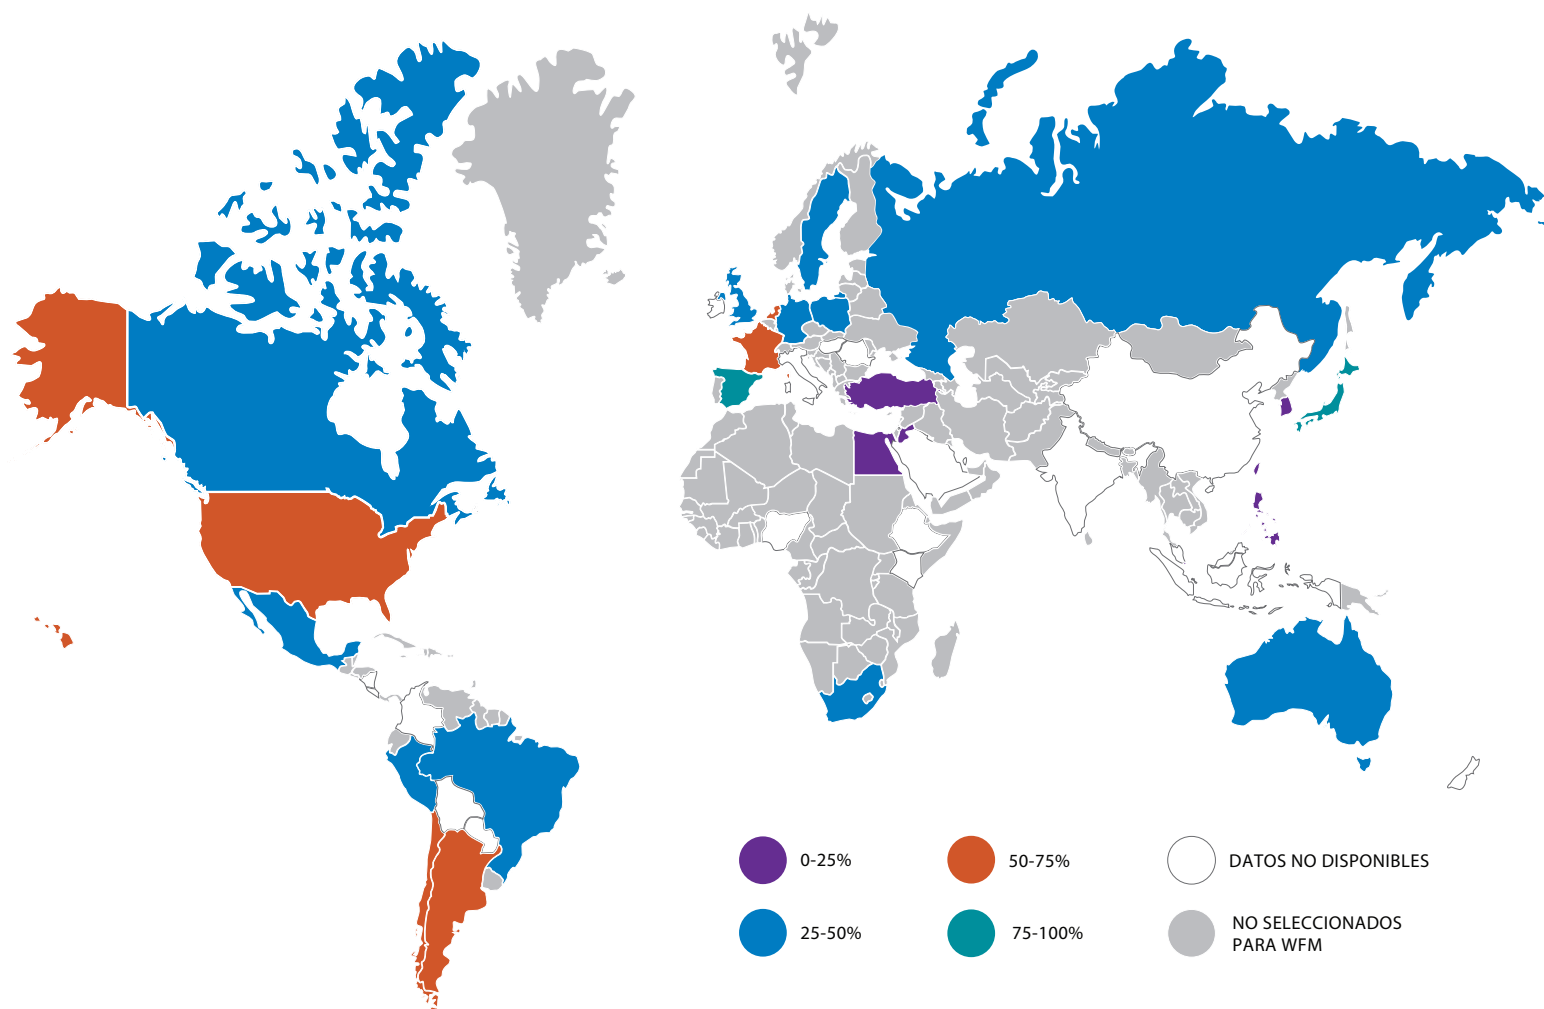 0-25%
50-75%
DATOS NO DISPONIBLES
25-50%
75-100%
NO SELECCIONADOS
PARA WFM